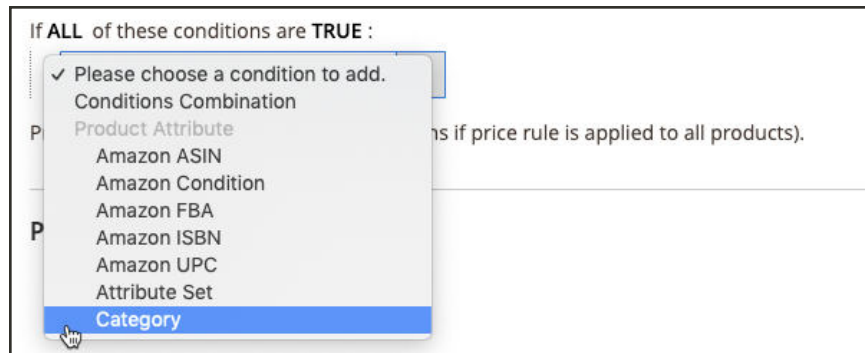 If ALL of these conditions are TRUE :
✓ Please choose a condition to add.
Conditions Combination
Product Attribute
ns if price rule is applied to all products).
Amazon ASIN
Amazon Condition
Amazon FBA
Amazon ISBN
Amazon UPC
Attribute Set
Category